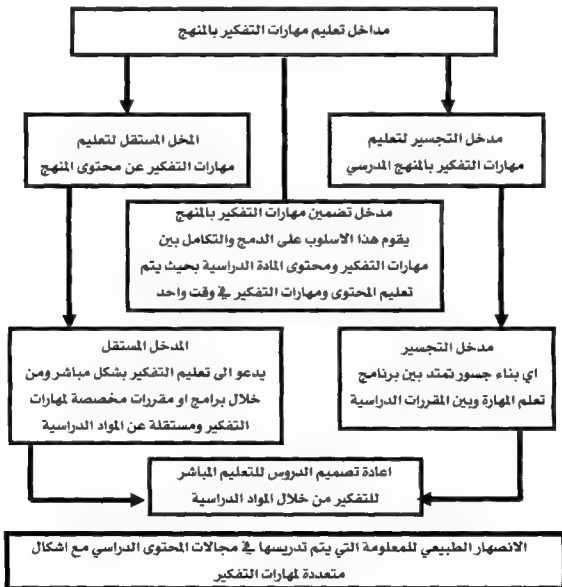 مداخل تعليم مهارات التفكير بالمنهج
مدخل التجسير لتعليم
مهارات التفكير بالمنهج المدرسي
المخل المستقل لتعليم
مهارات التفكير عن محتوى المنهج
مدخل تضمين مهارات التفكير بالمنهج
يقوم هذا الاسلوب على الدمج والتكامل بين
مهارات التفكير ومحتوى المادة الدراسية بحيث يتم
تعليم المحتوى ومهارات التفكير في وقت واحد
مدخل التجسير
اي بناء جسور تمتد بين برنامج
تعلم المهارة وبين المقررات الدراسية
المدخل المستقل
يدعو الى تعليم التفكير بشكل مباشر ومن
خلال برامج او مقررات مخصصة لمهارات
التفكير ومستقلة عن المواد الدراسية
اعادة تصميم الدروس للتعليم المباشر
للتفكير من خلال المواد الدراسية
الانصهار الطبيعي للمعلومة التي يتم تدريسها في مجالات المحتوى الدراسي مع اشكال
متعددة لمهارات التفكير